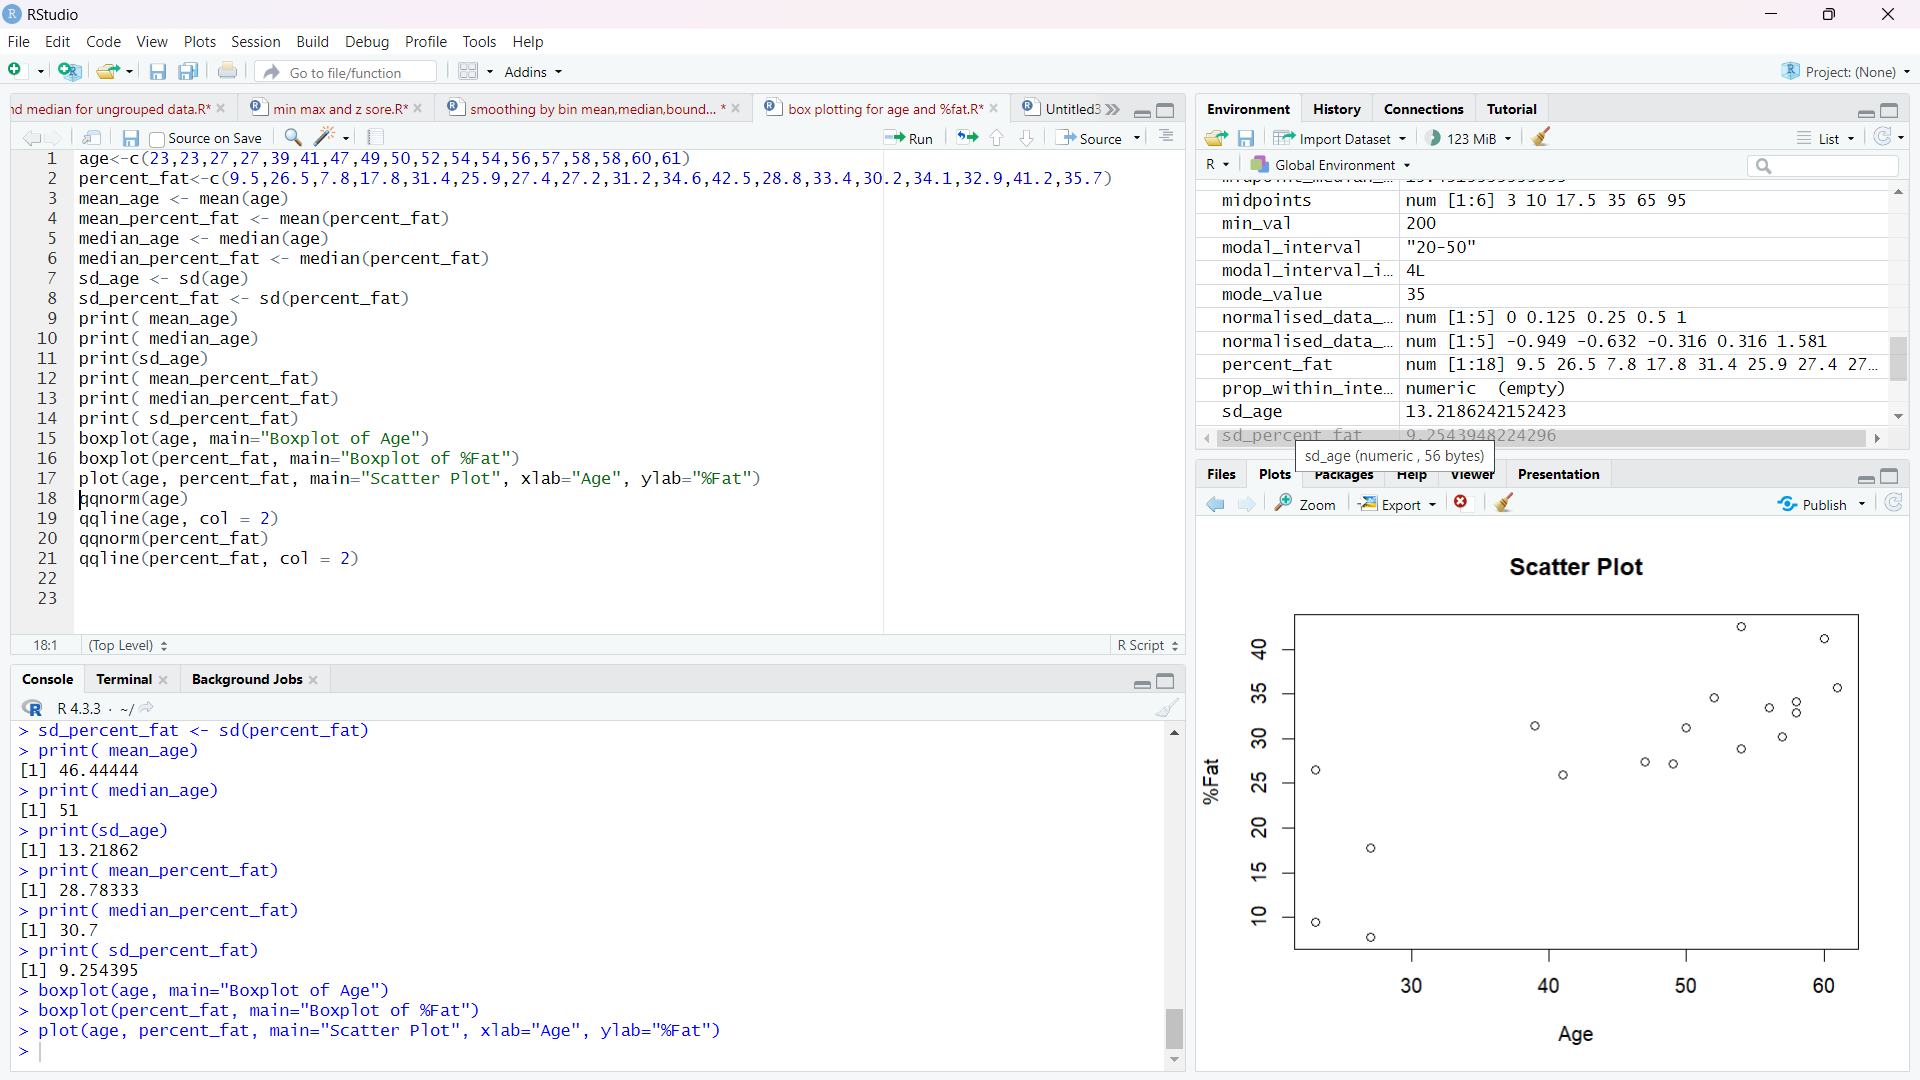 RStudio
File Edit Code View Plots Session Build Debug Profile Tools Help
Go to file/function Addins Project: (None)
nd median for ungrouped data.R* min max and z sore.R* smoothing by bin mean,median,bound... * box plotting for age and %fat.R* Untitled3
Source on Save Run Source
1 age<-c(23,23,27,27,39,41,47,49,50,52,54,54,56,57,58,58,60,61)
2 percent_fat<-c(9.5,26.5,7.8,17.8,31.4,25.9,27.4,27.2,31.2,34.6,42.5,28.8,33.4,30.2,34.1,32.9,41.2,35.7)
3 mean_age <- mean(age)
4 mean_percent_fat <- mean(percent_fat)
5 median_age <- median(age)
6 median_percent_fat <- median(percent_fat)
7 sd_age <- sd(age)
8 sd_percent_fat <- sd(percent_fat)
9 print( mean_age)
10 print( median_age)
11 print(sd_age)
12 print( mean_percent_fat)
13 print( median_percent_fat)
14 print( sd_percent_fat)
15 boxplot(age, main="Boxplot of Age")
16 boxplot(percent_fat, main="Boxplot of %Fat")
17 plot(age, percent_fat, main="Scatter Plot", xlab="Age", ylab="%Fat")
18 qqnorm(age)
19 qqline(age, col = 2)
20 qqnorm(percent_fat)
21 qqline(percent_fat, col = 2)
22
23
18:1 (Top Level) R Script
Console Terminal Background Jobs
R 4.3.3 · ~/
> sd_percent_fat <- sd(percent_fat)
> print( mean_age)
[1] 46.44444
> print( median_age)
[1] 51
> print(sd_age)
[1] 13.21862
> print( mean_percent_fat)
[1] 28.78333
> print( median_percent_fat)
[1] 30.7
> print( sd_percent_fat)
[1] 9.254395
> boxplot(age, main="Boxplot of Age")
> boxplot(percent_fat, main="Boxplot of %Fat")
> plot(age, percent_fat, main="Scatter Plot", xlab="Age", ylab="%Fat")
>
Environment History Connections Tutorial
Import Dataset 123 MiB List
R Global Environment
midpoints num [1:6] 3 10 17.5 35 65 95
min_val 200
modal_interval "20-50"
modal_interval_i... 4L
mode_value 35
normalised_data_... num [1:5] 0 0.125 0.25 0.5 1
normalised_data_... num [1:5] -0.949 -0.632 -0.316 0.316 1.581
percent_fat num [1:18] 9.5 26.5 7.8 17.8 31.4 25.9 27.4 27...
prop_within_inte... numeric (empty)
sd_age 13.2186242152423
sd_percent_fat 9.2543948224296
sd_age (numeric , 56 bytes)
Files Plots Packages Help Viewer Presentation
Zoom Export Publish
Scatter Plot
%Fat
40
35
30
25
20
15
10
30 40 50 60
Age